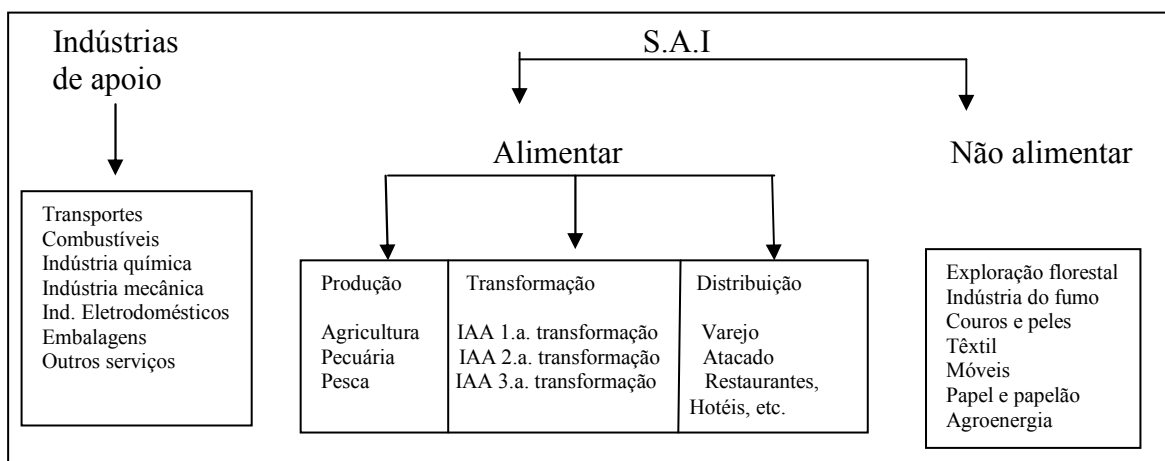 Indústrias
de apoio
S.A.I
Alimentar
Não alimentar
Transportes
Combustíveis
Indústria química
Indústria mecânica
Ind. Eletrodomésticos
Embalagens
Outros serviços
Produção
Agricultura
Pecuária
Pesca
Transformação
IAA 1.a. transformação
IAA 2.a. transformação
IAA 3.a. transformação
Distribuição
Varejo
Atacado
Restaurantes,
Hotéis, etc.
Exploração florestal
Indústria do fumo
Couros e peles
Têxtil
Móveis
Papel e papelão
Agroenergia